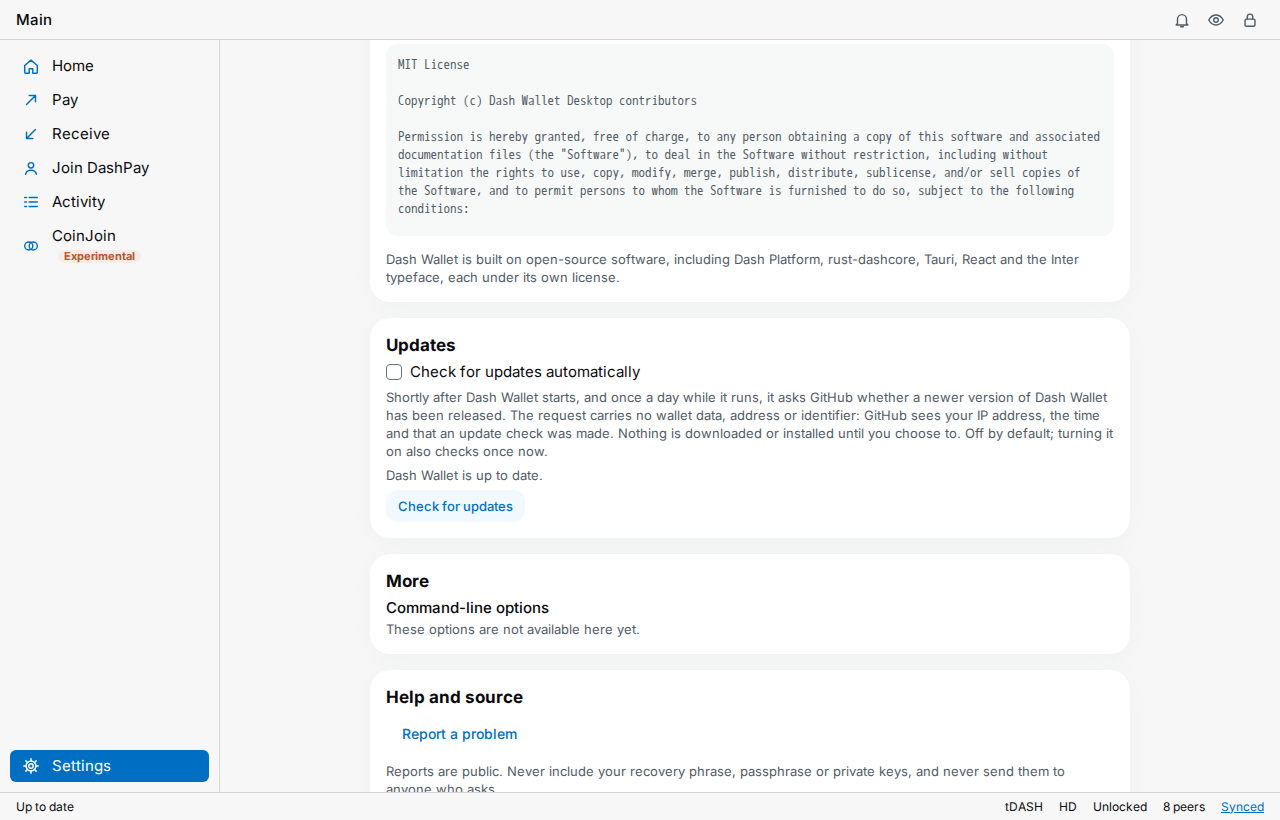 Main
Home
Pay
Receive
Join DashPay
Activity
CoinJoin
Experimental
Settings
MIT License
Copyright (c) Dash Wallet Desktop contributors
Permission is hereby granted, free of charge, to any person obtaining a copy of this software and associated
documentation files (the "Software"), to deal in the Software without restriction, including without
limitation the rights to use, copy, modify, merge, publish, distribute, sublicense, and/or sell copies of
the Software, and to permit persons to whom the Software is furnished to do so, subject to the following
conditions:
Dash Wallet is built on open-source software, including Dash Platform, rust-dashcore, Tauri, React and the Inter
typeface, each under its own license.
Updates
Check for updates automatically
Shortly after Dash Wallet starts, and once a day while it runs, it asks GitHub whether a newer version of Dash Wallet
has been released. The request carries no wallet data, address or identifier: GitHub sees your IP address, the time
and that an update check was made. Nothing is downloaded or installed until you choose to. Off by default; turning it
on also checks once now.
Dash Wallet is up to date.
Check for updates
More
Command-line options
These options are not available here yet.
Help and source
Report a problem
Reports are public. Never include your recovery phrase, passphrase or private keys, and never send them to
anyone who asks.
Up to date
tDASH
HD
Unlocked
8 peers
Synced